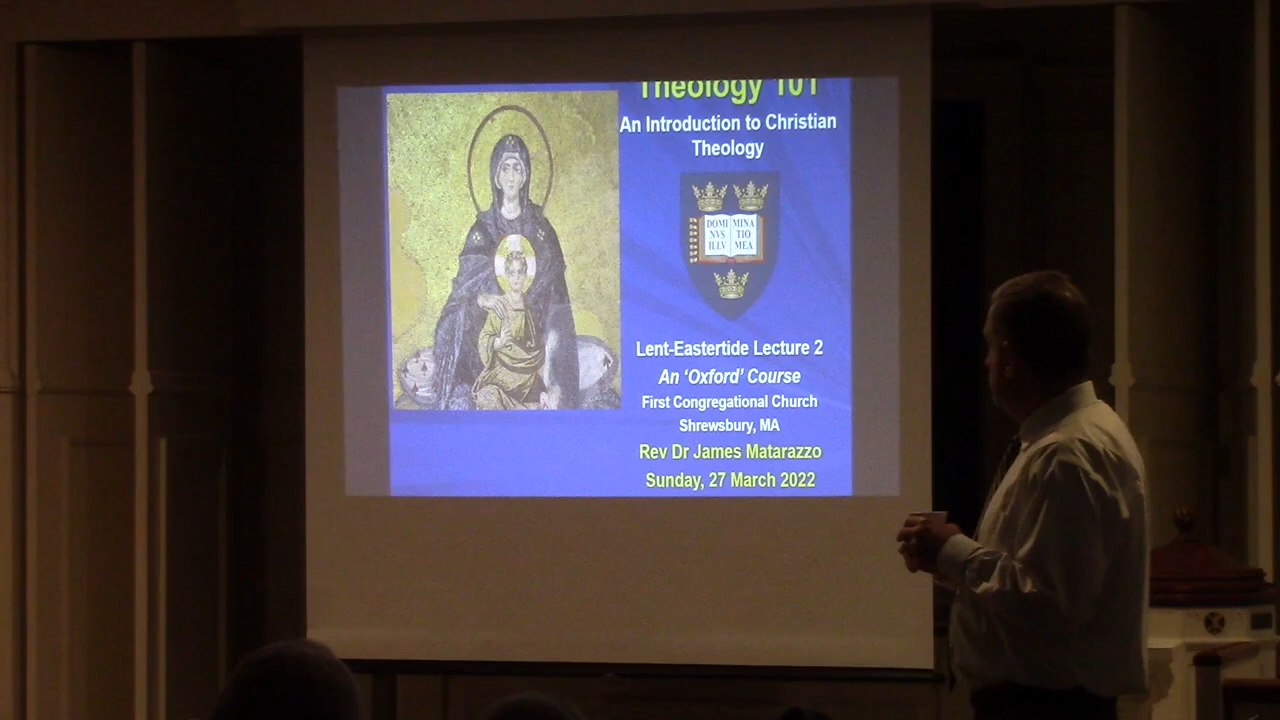 Theology 101
An Introduction to Christian
Theology
DOMI MINA
NVS TIO
ILLV MEA
Lent-Eastertide Lecture 2
An ‘Oxford’ Course
First Congregational Church
Shrewsbury, MA
Rev Dr James Matarazzo
Sunday, 27 March 2022